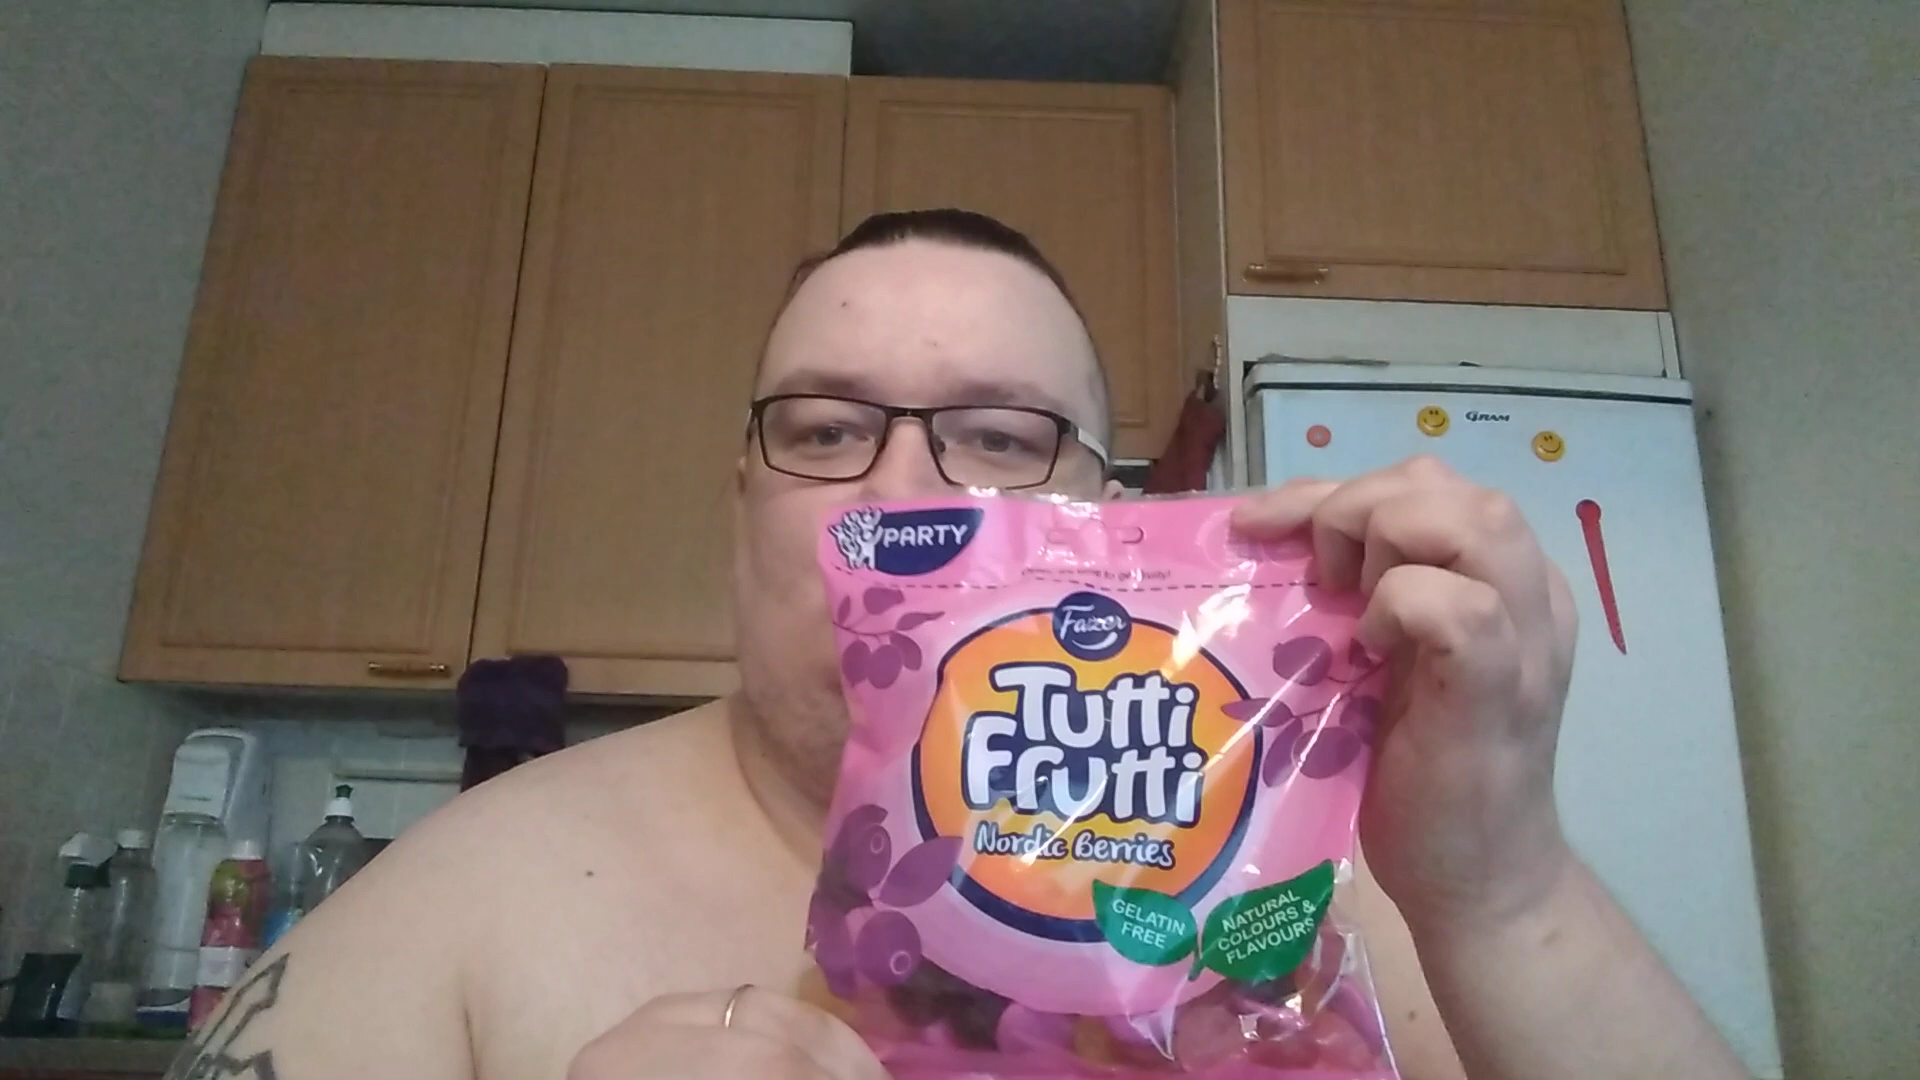 GRAM
PARTY
Fazer
Tutti
Frutti
Nordic Berries
GELATIN
FREE
NATURAL
COLOURS &
FLAVOURS